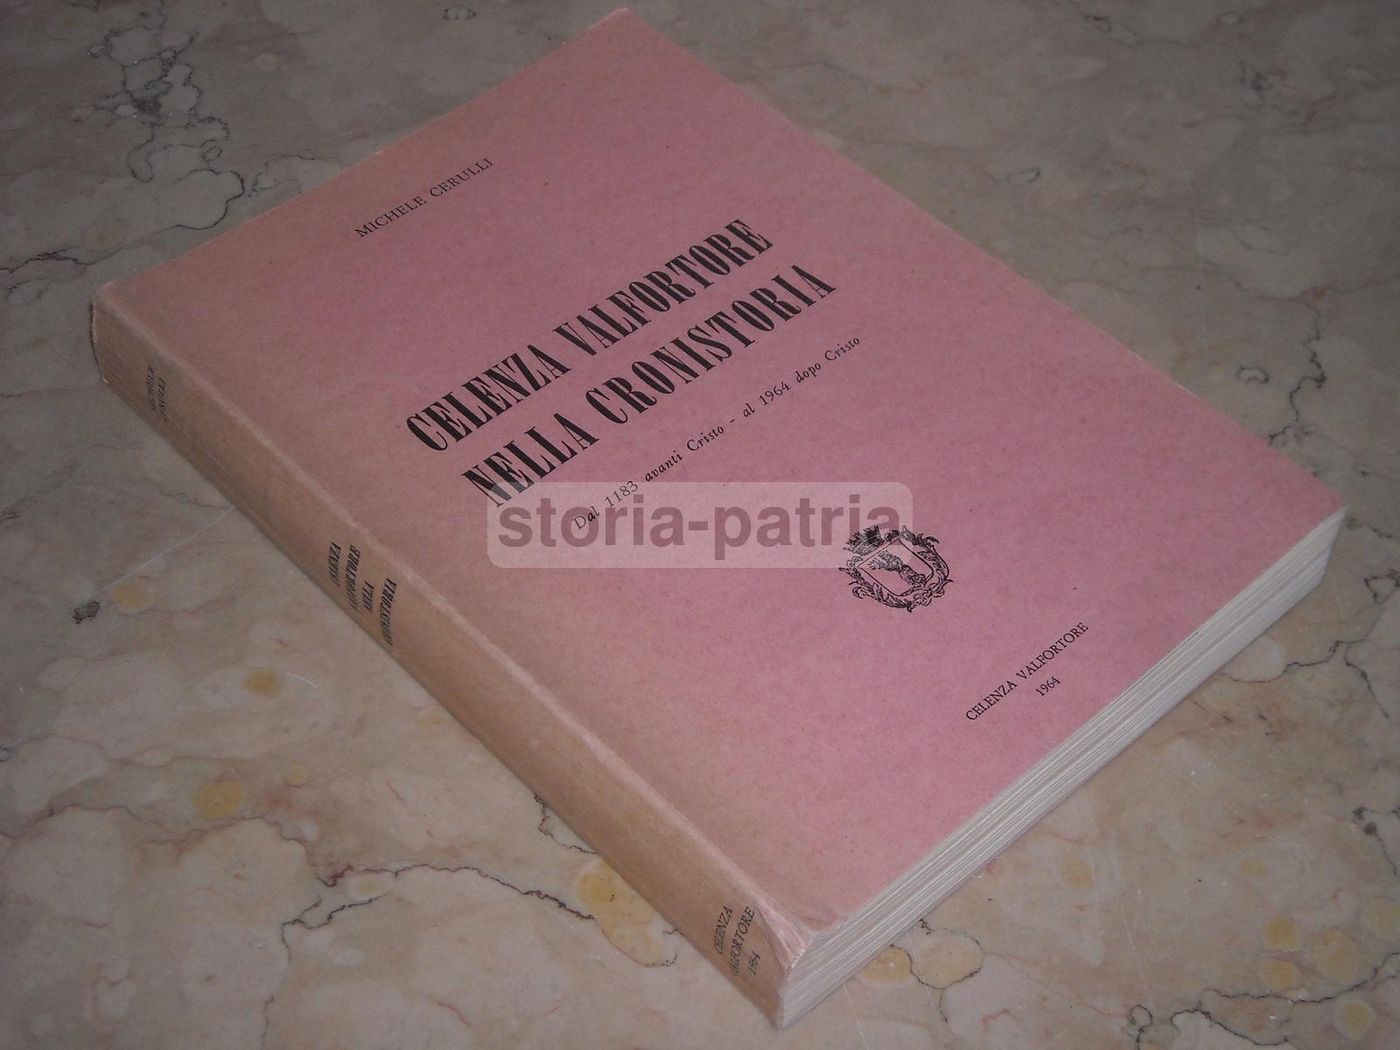 MICHELE CERULLI
CELENZA VALFORTORE
NELLA CRONISTORIA
Dal 1183 avanti Cristo - al 1964 dopo Cristo
storia-patria
CELENZA VALFORTORE
1964
MICHELE
CERULLI
CELENZA
VALFORTORE
NELLA
CRONISTORIA
CELENZA
VALFORTORE
1964